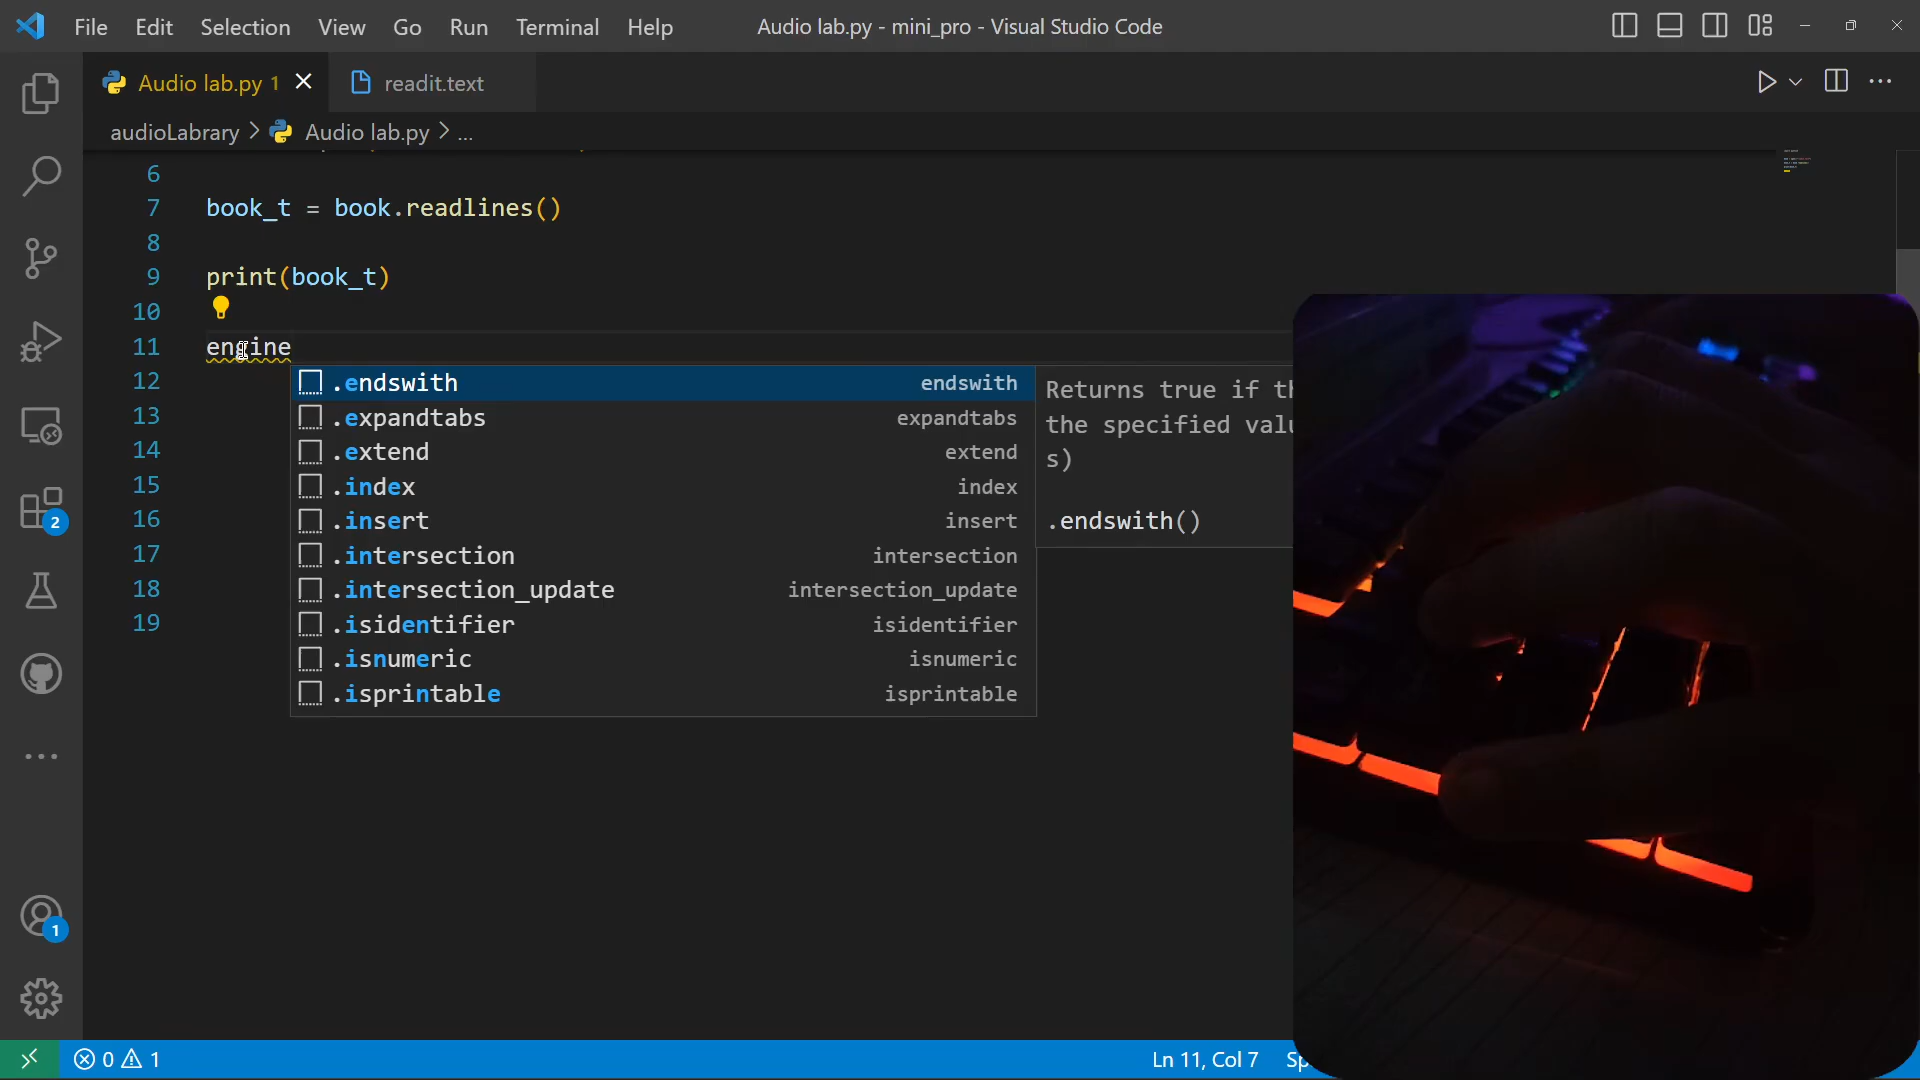 File Edit Selection View Go Run Terminal Help
Audio lab.py - mini_pro - Visual Studio Code
Audio lab.py 1
readit.text
audioLabrary > Audio lab.py > ...
6
7 book_t = book.readlines()
8
9 print(book_t)
10
11 engine
12
13
14
15
16
17
18
19
.endswith endswith
.expandtabs expandtabs
.extend extend
.index index
.insert insert
.intersection intersection
.intersection_update intersection_update
.isidentifier isidentifier
.isnumeric isnumeric
.isprintable isprintable
Returns true if th
the specified valu
s)
.endswith()
2
1
0 1
Ln 11, Col 7 Sp